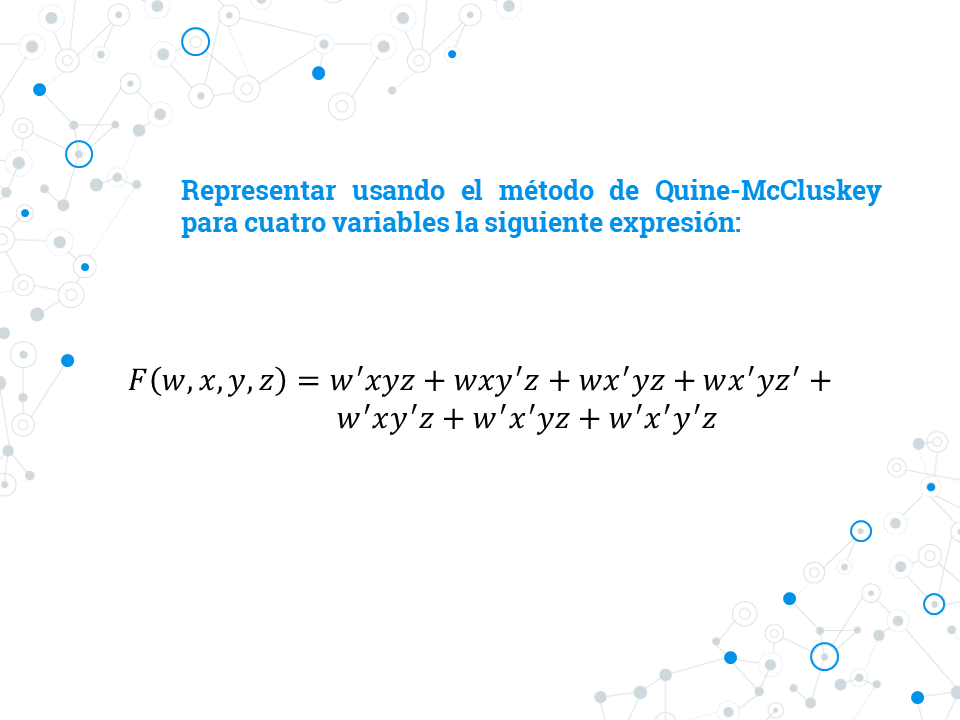 Representar usando el método de Quine-McCluskey
para cuatro variables la siguiente expresión:
𝐹(𝑤, 𝑥, 𝑦, 𝑧) = 𝑤′𝑥𝑦𝑧 + 𝑤𝑥𝑦′𝑧 + 𝑤𝑥′𝑦𝑧 + 𝑤𝑥′𝑦𝑧′ +
𝑤′𝑥𝑦′𝑧 + 𝑤′𝑥′𝑦𝑧 + 𝑤′𝑥′𝑦′𝑧